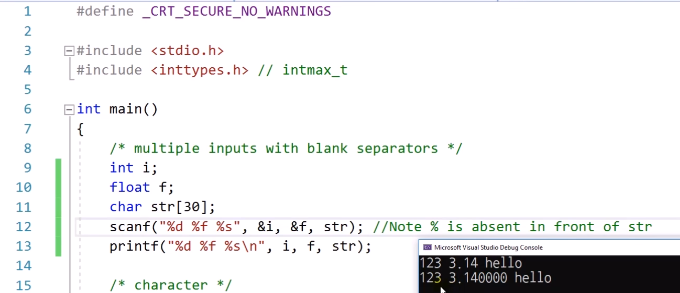 1 #define _CRT_SECURE_NO_WARNINGS
2
3 #include <stdio.h>
4 #include <inttypes.h> // intmax_t
5
6 int main()
7 {
8 /* multiple inputs with blank separators */
9 int i;
10 float f;
11 char str[30];
12 scanf("%d %f %s", &i, &f, str); //Note % is absent in front of str
13 printf("%d %f %s\n", i, f, str);
14
15 /* character */
Microsoft Visual Studio Debug Console
123 3.14 hello
123 3.140000 hello